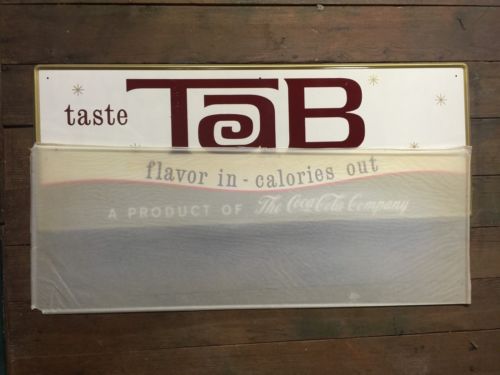 taste TaB
flavor in - calories out
A PRODUCT OF The Coca-Cola Company